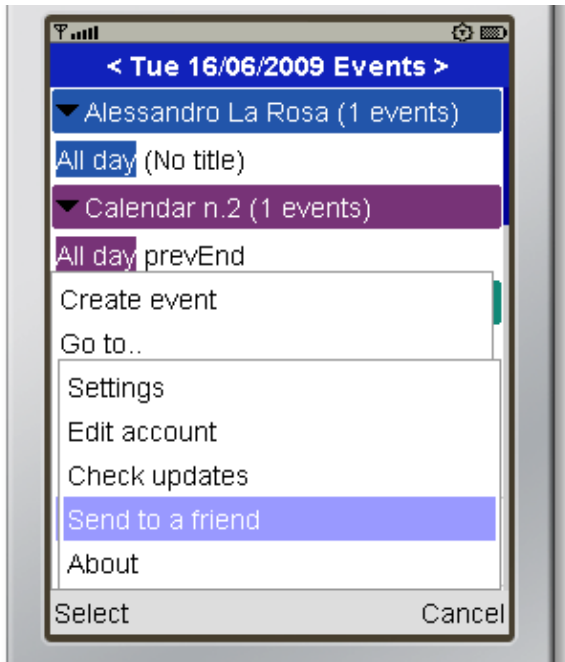 < Tue 16/06/2009 Events >
Alessandro La Rosa (1 events)
All day (No title)
Calendar n.2 (1 events)
All day prevEnd
Create event
Go to..
Settings
Edit account
Check updates
Send to a friend
About
Select Cancel